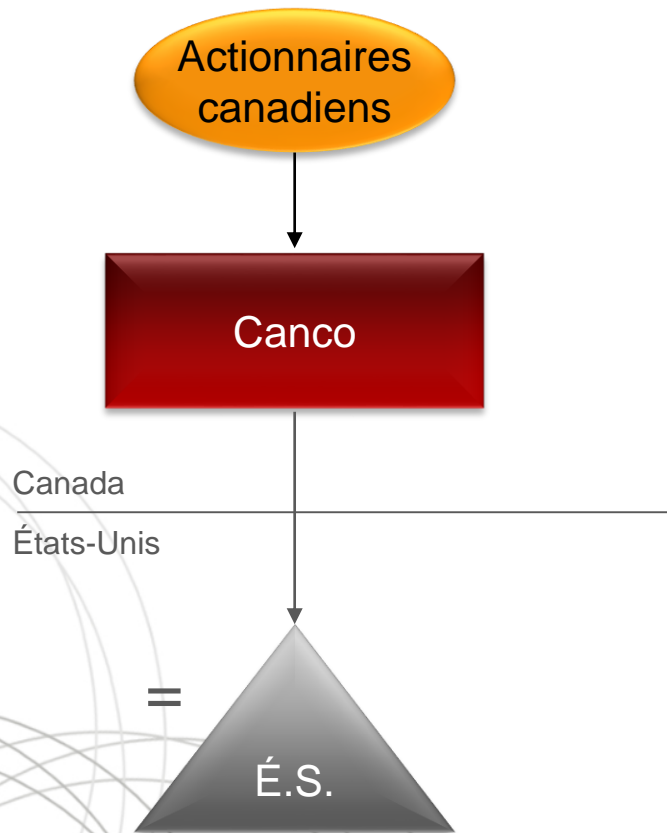 Actionnaires
canadiens
Canco
Canada
États-Unis
=
É.S.